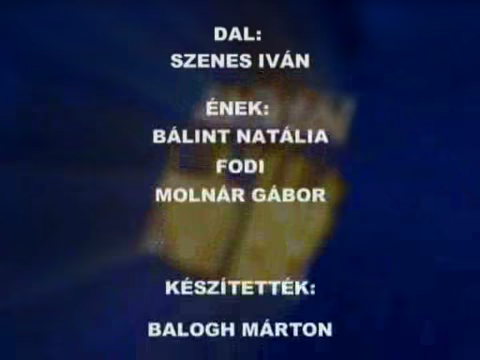 DAL:
SZENES IVÁN
ÉNEK:
BÁLINT NATÁLIA
FODI
MOLNÁR GÁBOR
KÉSZÍTETTÉK:
BALOGH MÁRTON